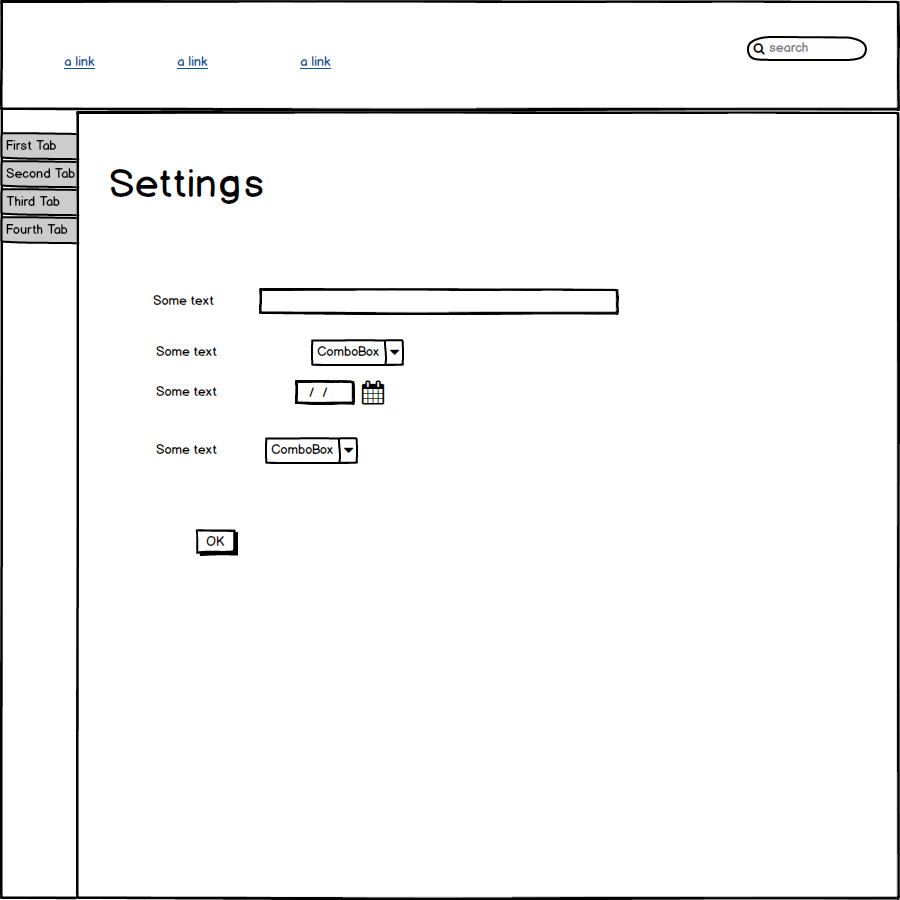 a link a link a link search
First Tab
Second Tab
Third Tab
Fourth Tab
Settings
Some text
Some text ComboBox
Some text / /
Some text ComboBox
OK